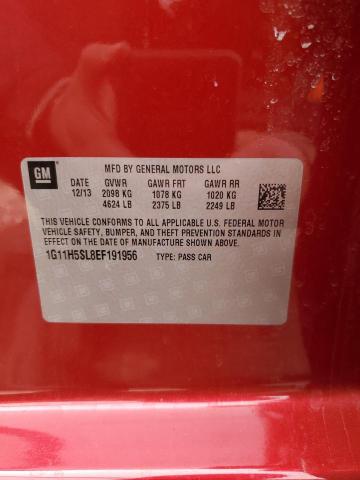 GM
MFD BY GENERAL MOTORS LLC
DATE GVWR GAWR FRT GAWR RR
12/13 2098 KG 1078 KG 1020 KG
4624 LB 2375 LB 2249 LB
THIS VEHICLE CONFORMS TO ALL APPLICABLE U.S. FEDERAL MOTOR
VEHICLE SAFETY, BUMPER, AND THEFT PREVENTION STANDARDS
IN EFFECT ON THE DATE OF MANUFACTURE SHOWN ABOVE.
1G11H5SL8EF191956 TYPE: PASS CAR